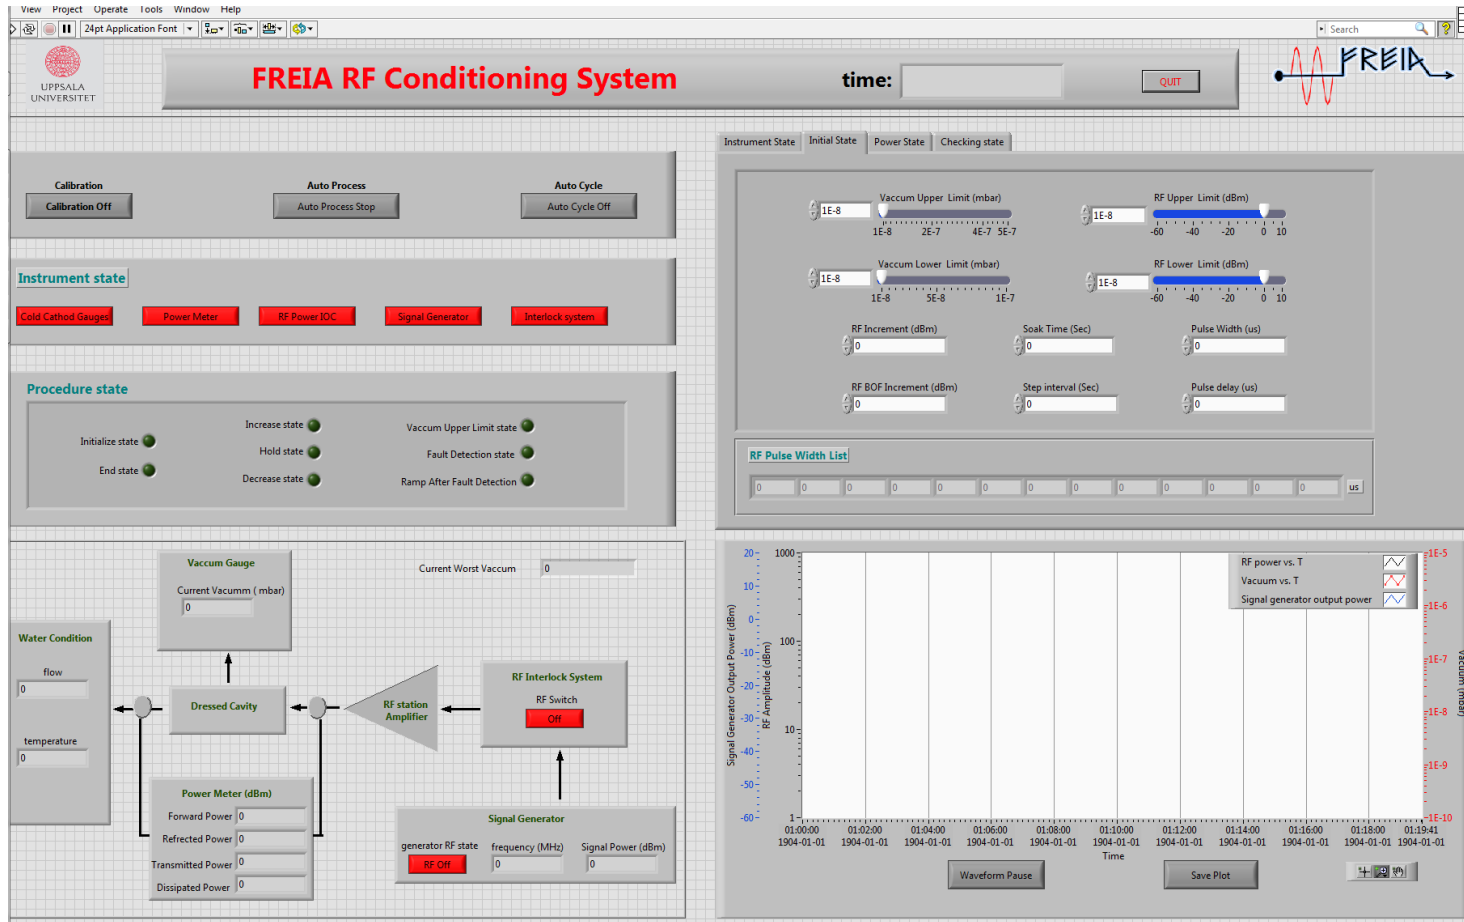 View Project Operate Tools Window Help
24pt Application Font
Search
UPPSALA
UNIVERSITET
FREIA RF Conditioning System
time:
QUIT
FREIA
Calibration
Calibration Off
Auto Process
Auto Process Stop
Auto Cycle
Auto Cycle Off
Instrument state
Cold Cathod Gauges
Power Meter
RF Power IOC
Signal Generator
Interlock system
Procedure state
Initialize state
End state
Increase state
Hold state
Decrease state
Vaccum Upper Limit state
Fault Detection state
Ramp After Fault Detection
Instrument State
Initial State
Power State
Checking state
Vaccum Upper Limit (mbar)
1E-8
1E-8 2E-7 4E-7 5E-7
RF Upper Limit (dBm)
1E-8
-60 -40 -20 0 10
Vaccum Lower Limit (mbar)
1E-8
1E-8 5E-8 1E-7
RF Lower Limit (dBm)
1E-8
-60 -40 -20 0 10
RF Increment (dBm)
0
Soak Time (Sec)
0
Pulse Width (us)
0
RF BOF Increment (dBm)
0
Step interval (Sec)
0
Pulse delay (us)
0
RF Pulse Width List
0 0 0 0 0 0 0 0 0 0 0 0 0 us
Vaccum Gauge
Current Vacumm ( mbar)
0
Current Worst Vaccum
0
Water Condition
flow
0
temperature
0
Dressed Cavity
RF station
Amplifier
RF Interlock System
RF Switch
Off
Power Meter (dBm)
Forward Power 0
Refrected Power 0
Transmitted Power 0
Dissipated Power 0
Signal Generator
generator RF state
RF Off
frequency (MHz)
0
Signal Power (dBm)
0
Signal Generator Output Power (dBm)
20
10
0
-10
-20
-30
-40
-50
-60
RF Amplitude (dBm)
1000
100
10
1
RF power vs. T
Vacuum vs. T
Signal generator output power
1E-5
1E-6
1E-7
1E-8
1E-9
1E-10
Vacuum (mbar)
01:00:00 01:02:00 01:04:00 01:06:00 01:08:00 01:10:00 01:12:00 01:14:00 01:16:00 01:18:00 01:19:41
1904-01-01 1904-01-01 1904-01-01 1904-01-01 1904-01-01 1904-01-01 1904-01-01 1904-01-01 1904-01-01 1904-01-01 1904-01-01
Time
Waveform Pause
Save Plot